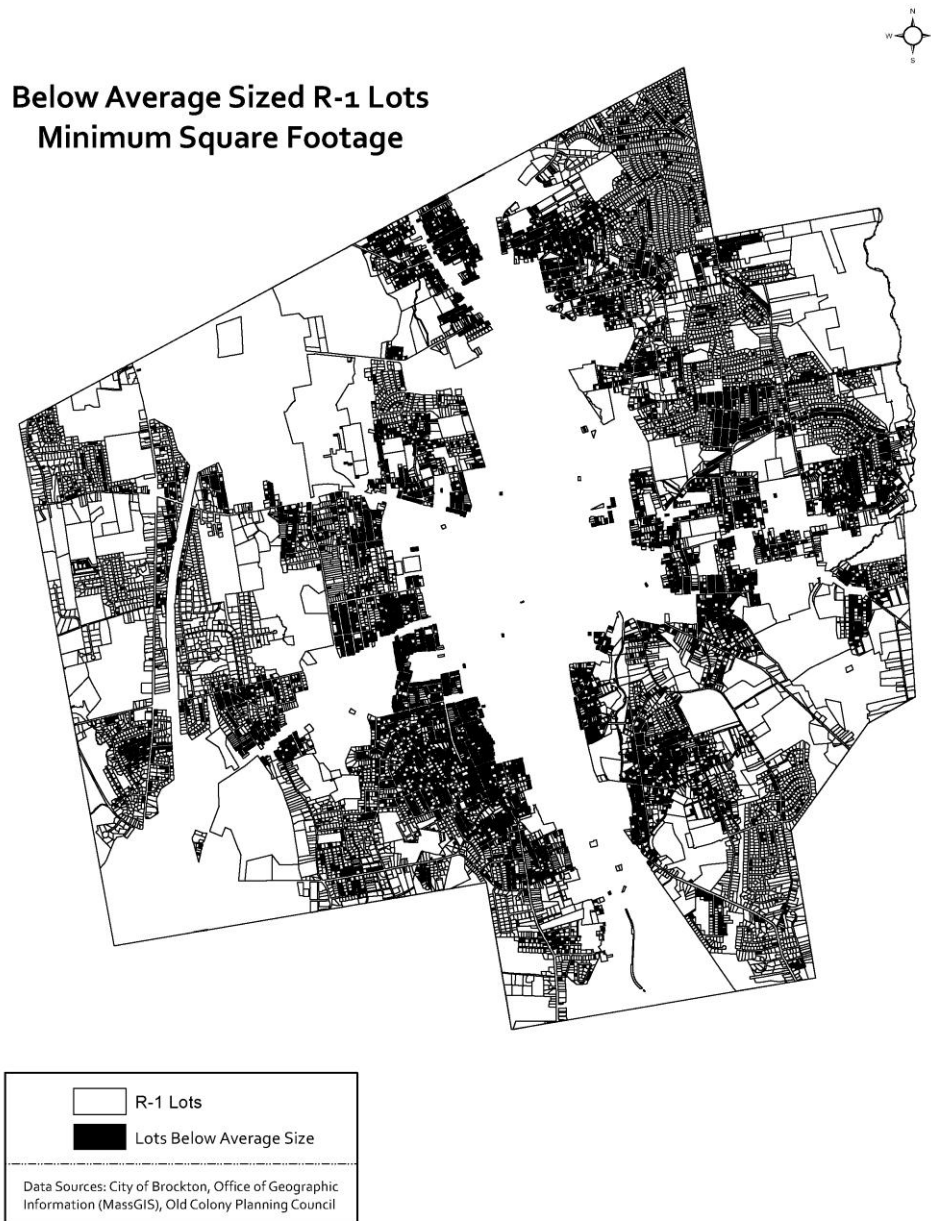 N
W
S
Below Average Sized R-1 Lots
Minimum Square Footage
R-1 Lots
Lots Below Average Size
Data Sources: City of Brockton, Office of Geographic
Information (MassGIS), Old Colony Planning Council